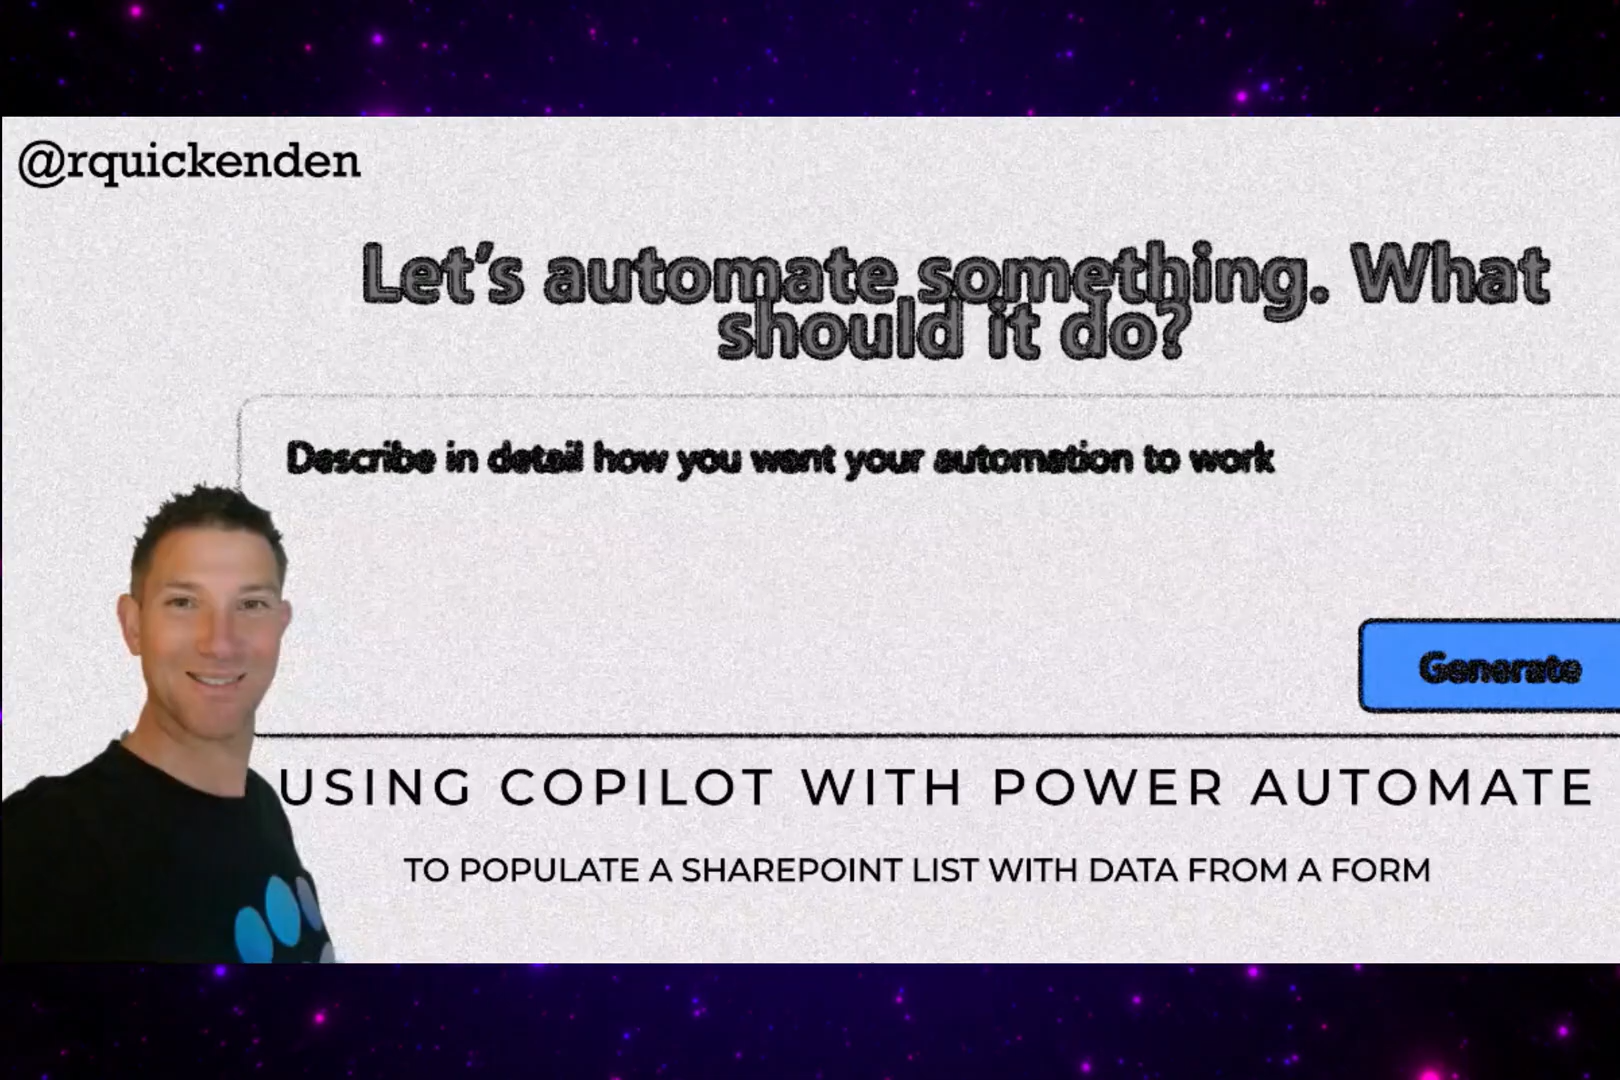 @rquickenden
Let's automate something. What
should it do?
Describe in detail how you want your automation to work
Generate
USING COPILOT WITH POWER AUTOMATE
TO POPULATE A SHAREPOINT LIST WITH DATA FROM A FORM